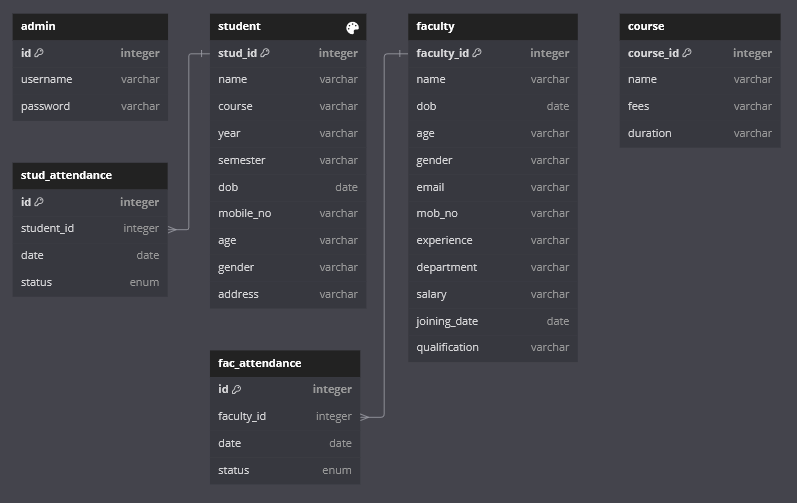 admin
id integer
username varchar
password varchar
student
stud_id integer
name varchar
course varchar
year varchar
semester varchar
dob date
mobile_no varchar
age varchar
gender varchar
address varchar
faculty
faculty_id integer
name varchar
dob date
age varchar
gender varchar
email varchar
mob_no varchar
experience varchar
department varchar
salary varchar
joining_date date
qualification varchar
course
course_id integer
name varchar
fees varchar
duration varchar
stud_attendance
id integer
student_id integer
date date
status enum
fac_attendance
id integer
faculty_id integer
date date
status enum